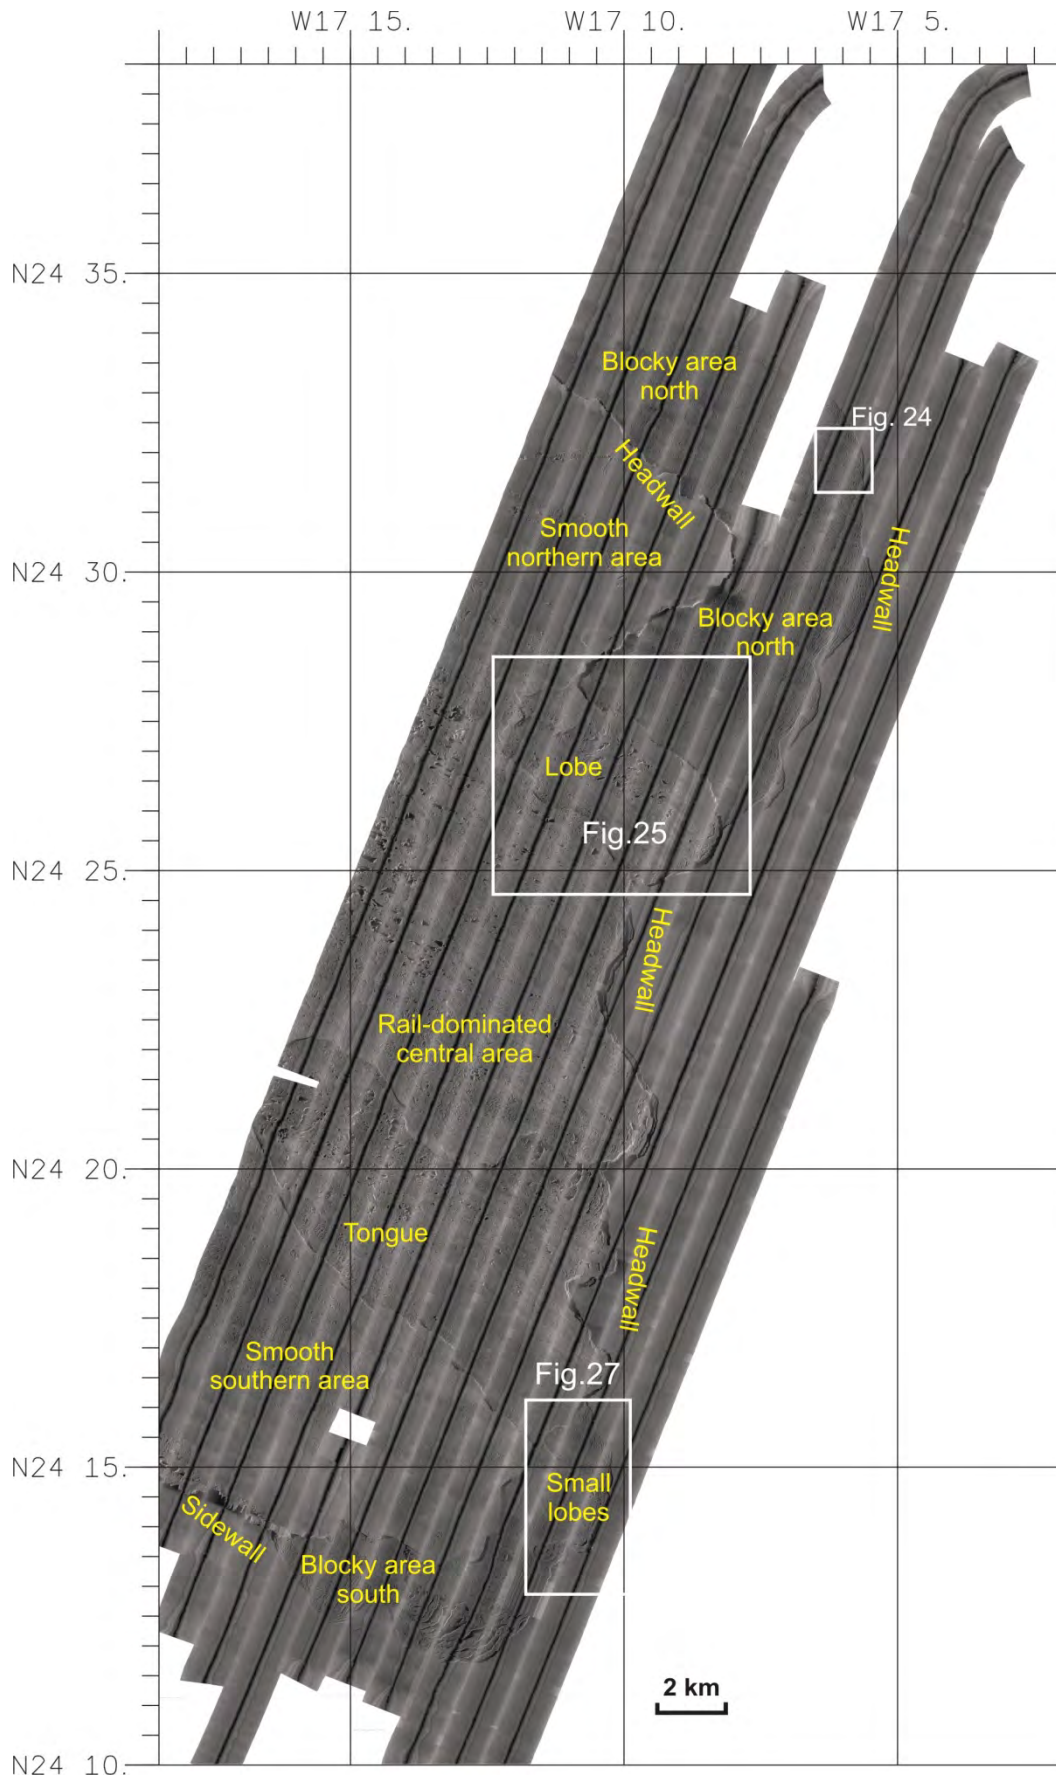 W17 15.
W17 10.
W17 5.
N24 35.
Blocky area
north
Fig. 24
Headwall
Smooth
northern area
Headwall
N24 30.
Blocky area
north
Lobe
Fig.25
N24 25.
Headwall
Rail-dominated
central area
N24 20.
Tongue
Headwall
Smooth
southern area
Fig.27
N24 15.
Small
lobes
Sidewall
Blocky area
south
2 km
N24 10.